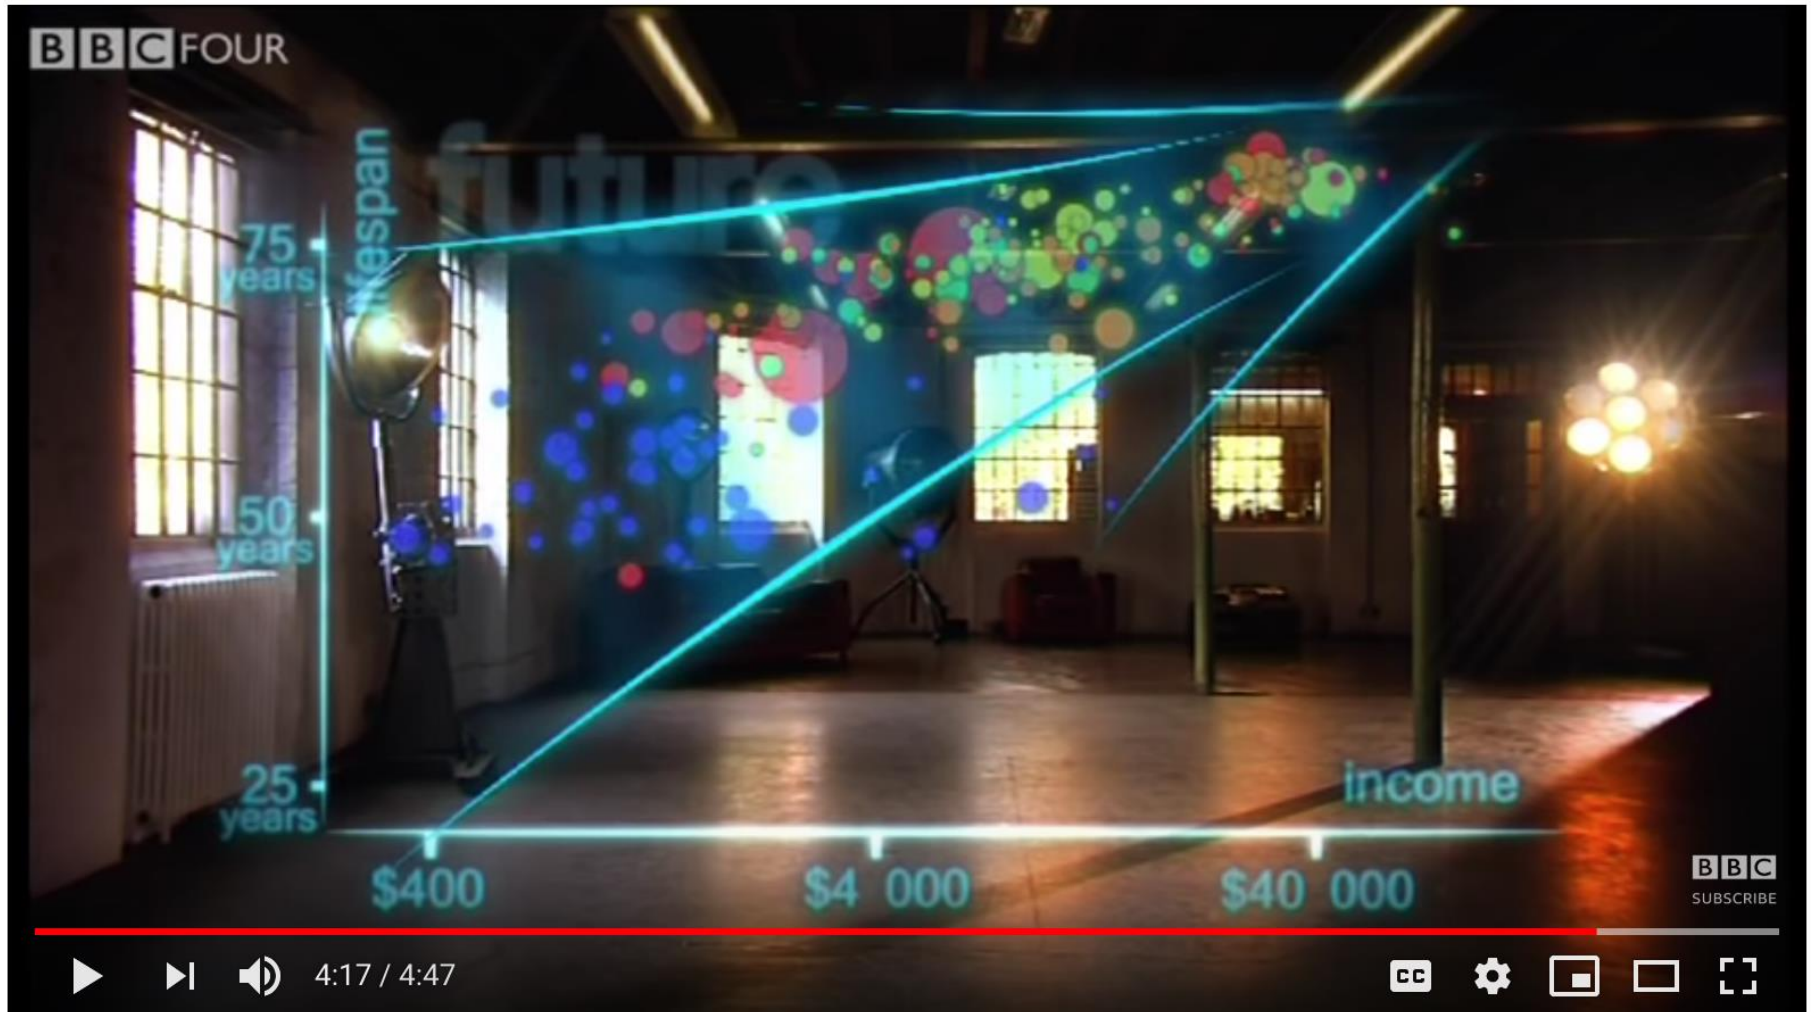 BBC FOUR
future
lifespan
75
years
50
years
25
years
income
$400
$4 000
$40 000
BBC
SUBSCRIBE
4:17 / 4:47
CC